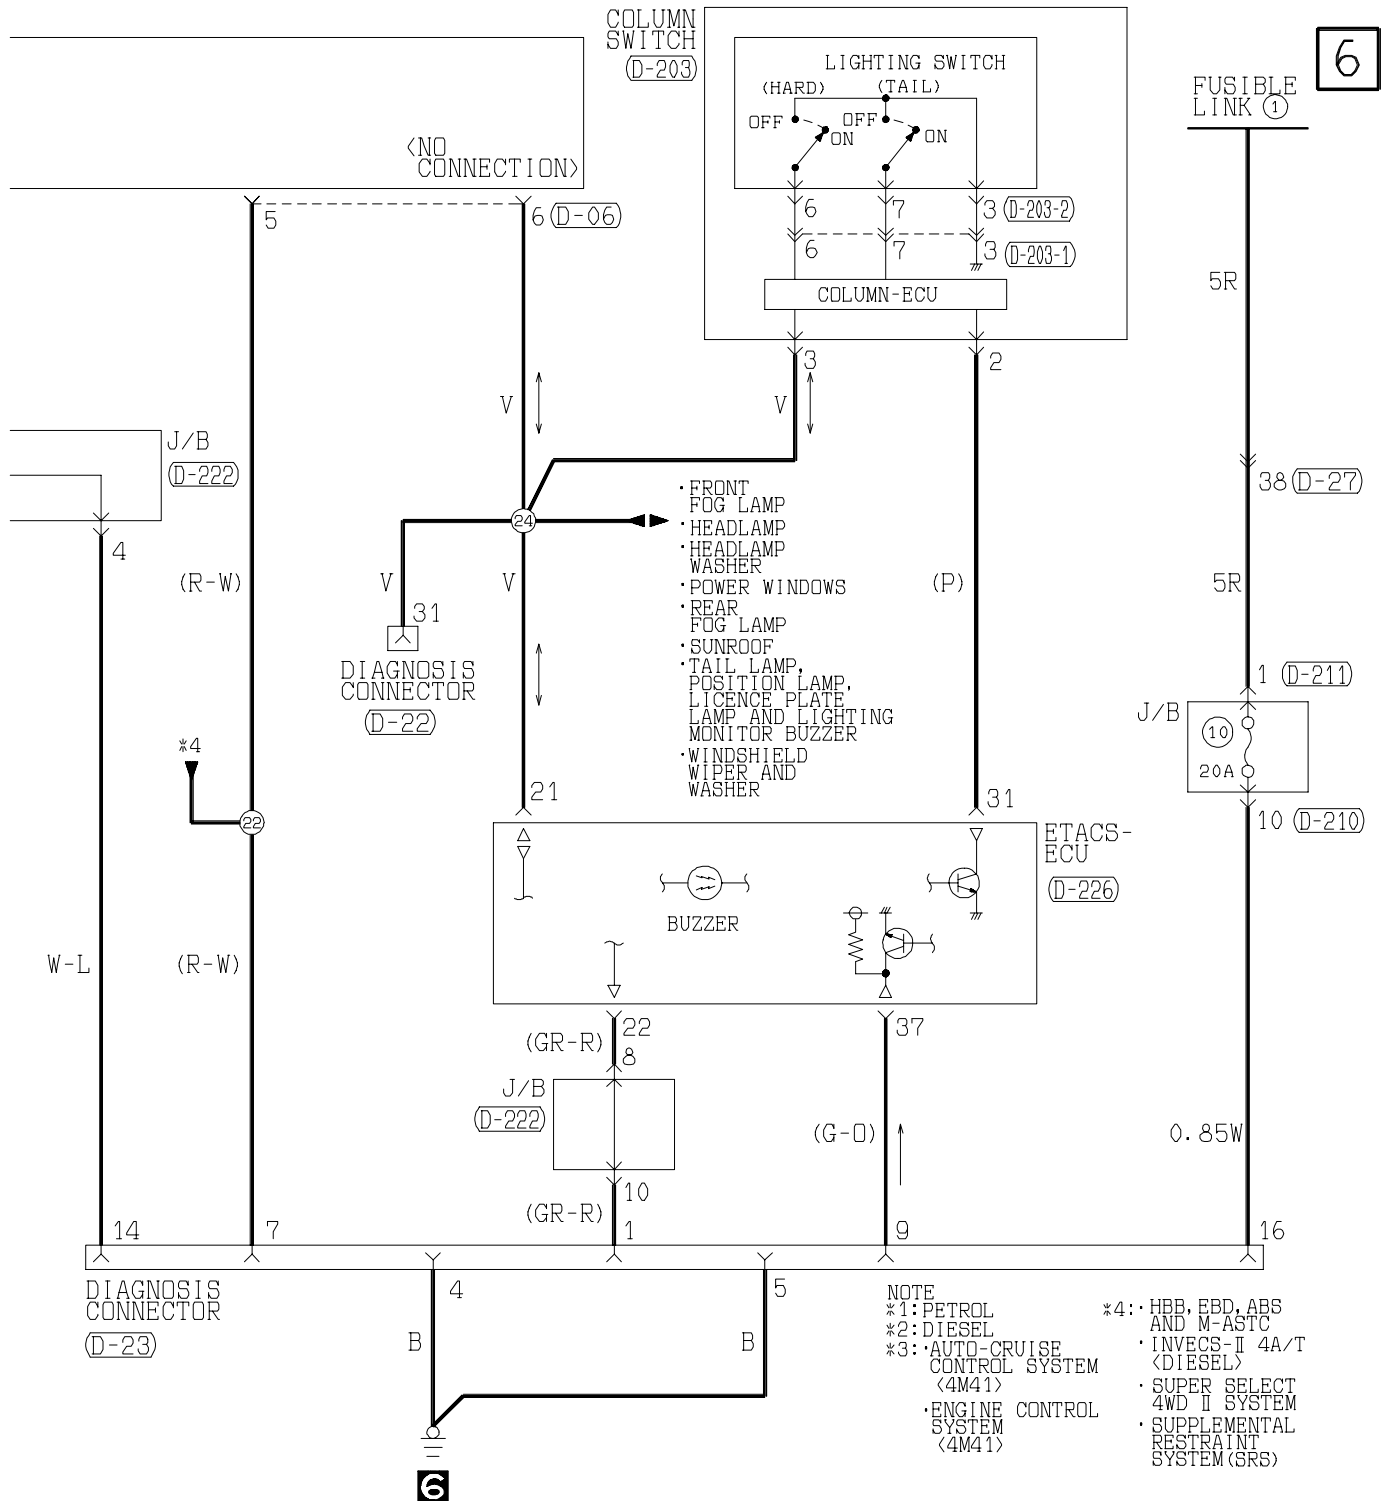 COLUMN
SWITCH
(D-203)
LIGHTING SWITCH
(HARD)
(TAIL)
OFF
ON
OFF
ON
6
FUSIBLE
LINK 1
<NO
CONNECTION>
5
6 (D-06)
6
7
3 (D-203-2)
6
7
3 (D-203-1)
COLUMN-ECU
5R
3
2
V
V
J/B
(D-222)
4
24
38 (D-27)
·FRONT
FOG LAMP
·HEADLAMP
·HEADLAMP
WASHER
·POWER WINDOWS
·REAR
FOG LAMP
·SUNROOF
·TAIL LAMP,
POSITION LAMP,
LICENCE PLATE
LAMP AND LIGHTING
MONITOR BUZZER
·WINDSHIELD
WIPER AND
WASHER
(R-W)
V
V
(P)
5R
31
DIAGNOSIS
CONNECTOR
(D-22)
1 (D-211)
J/B
10
20A
*4
22
21
31
10 (D-210)
ETACS-
ECU
(D-226)
BUZZER
W-L
(R-W)
22
37
(GR-R)
8
J/B
(D-222)
(G-O)
0.85W
10
(GR-R)
14
7
1
9
16
DIAGNOSIS
CONNECTOR
(D-23)
4
5
B
B
6
NOTE
*1:PETROL
*2:DIESEL
*3:·AUTO-CRUISE
CONTROL SYSTEM
<4M41>
·ENGINE CONTROL
SYSTEM
<4M41>
*4:·HBB, EBD, ABS
AND M-ASTC
·INVECS-Ⅱ 4A/T
<DIESEL>
·SUPER SELECT
4WD Ⅱ SYSTEM
·SUPPLEMENTAL
RESTRAINT
SYSTEM(SRS)